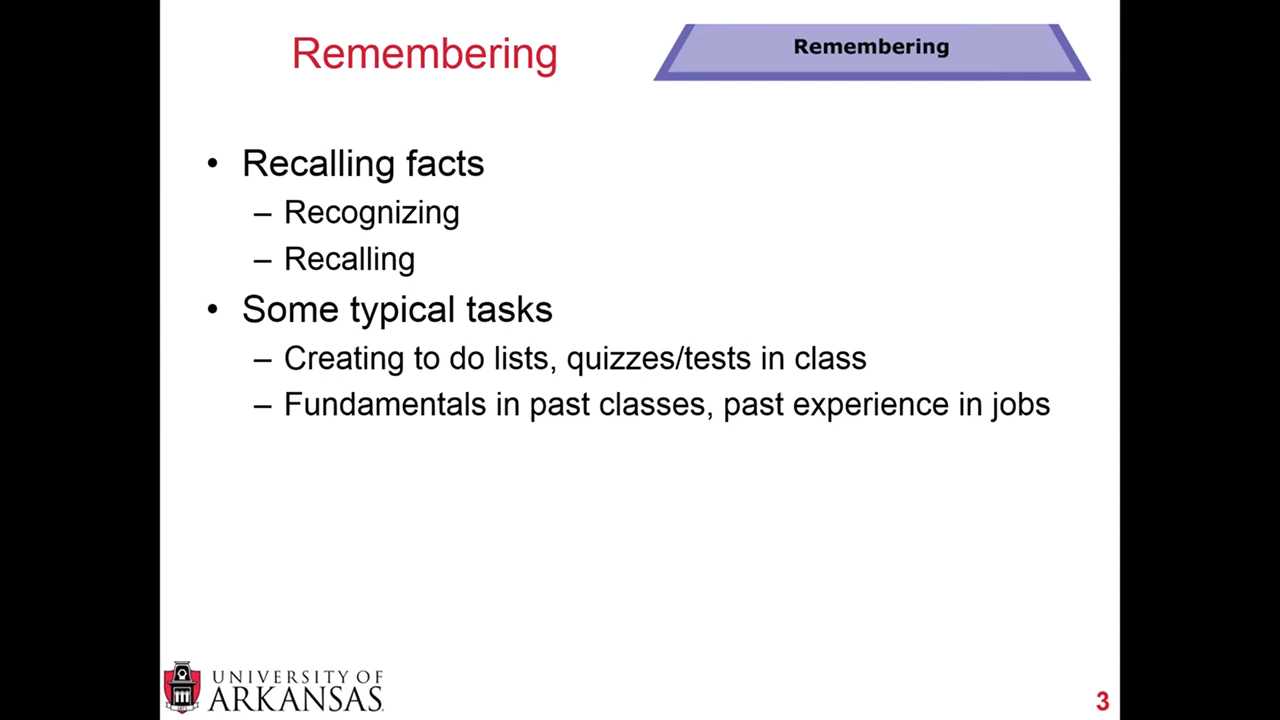 Remembering
Remembering
• Recalling facts
– Recognizing
– Recalling
• Some typical tasks
– Creating to do lists, quizzes/tests in class
– Fundamentals in past classes, past experience in jobs
UNIVERSITY OF
ARKANSAS
3